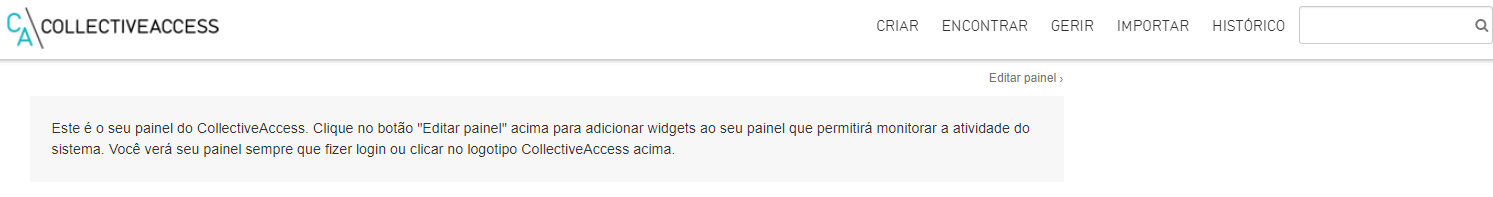 CA\COLLECTIVEACCESS
CRIAR ENCONTRAR GERIR IMPORTAR HISTÓRICO
Editar painel ›
Este é o seu painel do CollectiveAccess. Clique no botão "Editar painel" acima para adicionar widgets ao seu painel que permitirá monitorar a atividade do
sistema. Você verá seu painel sempre que fizer login ou clicar no logotipo CollectiveAccess acima.